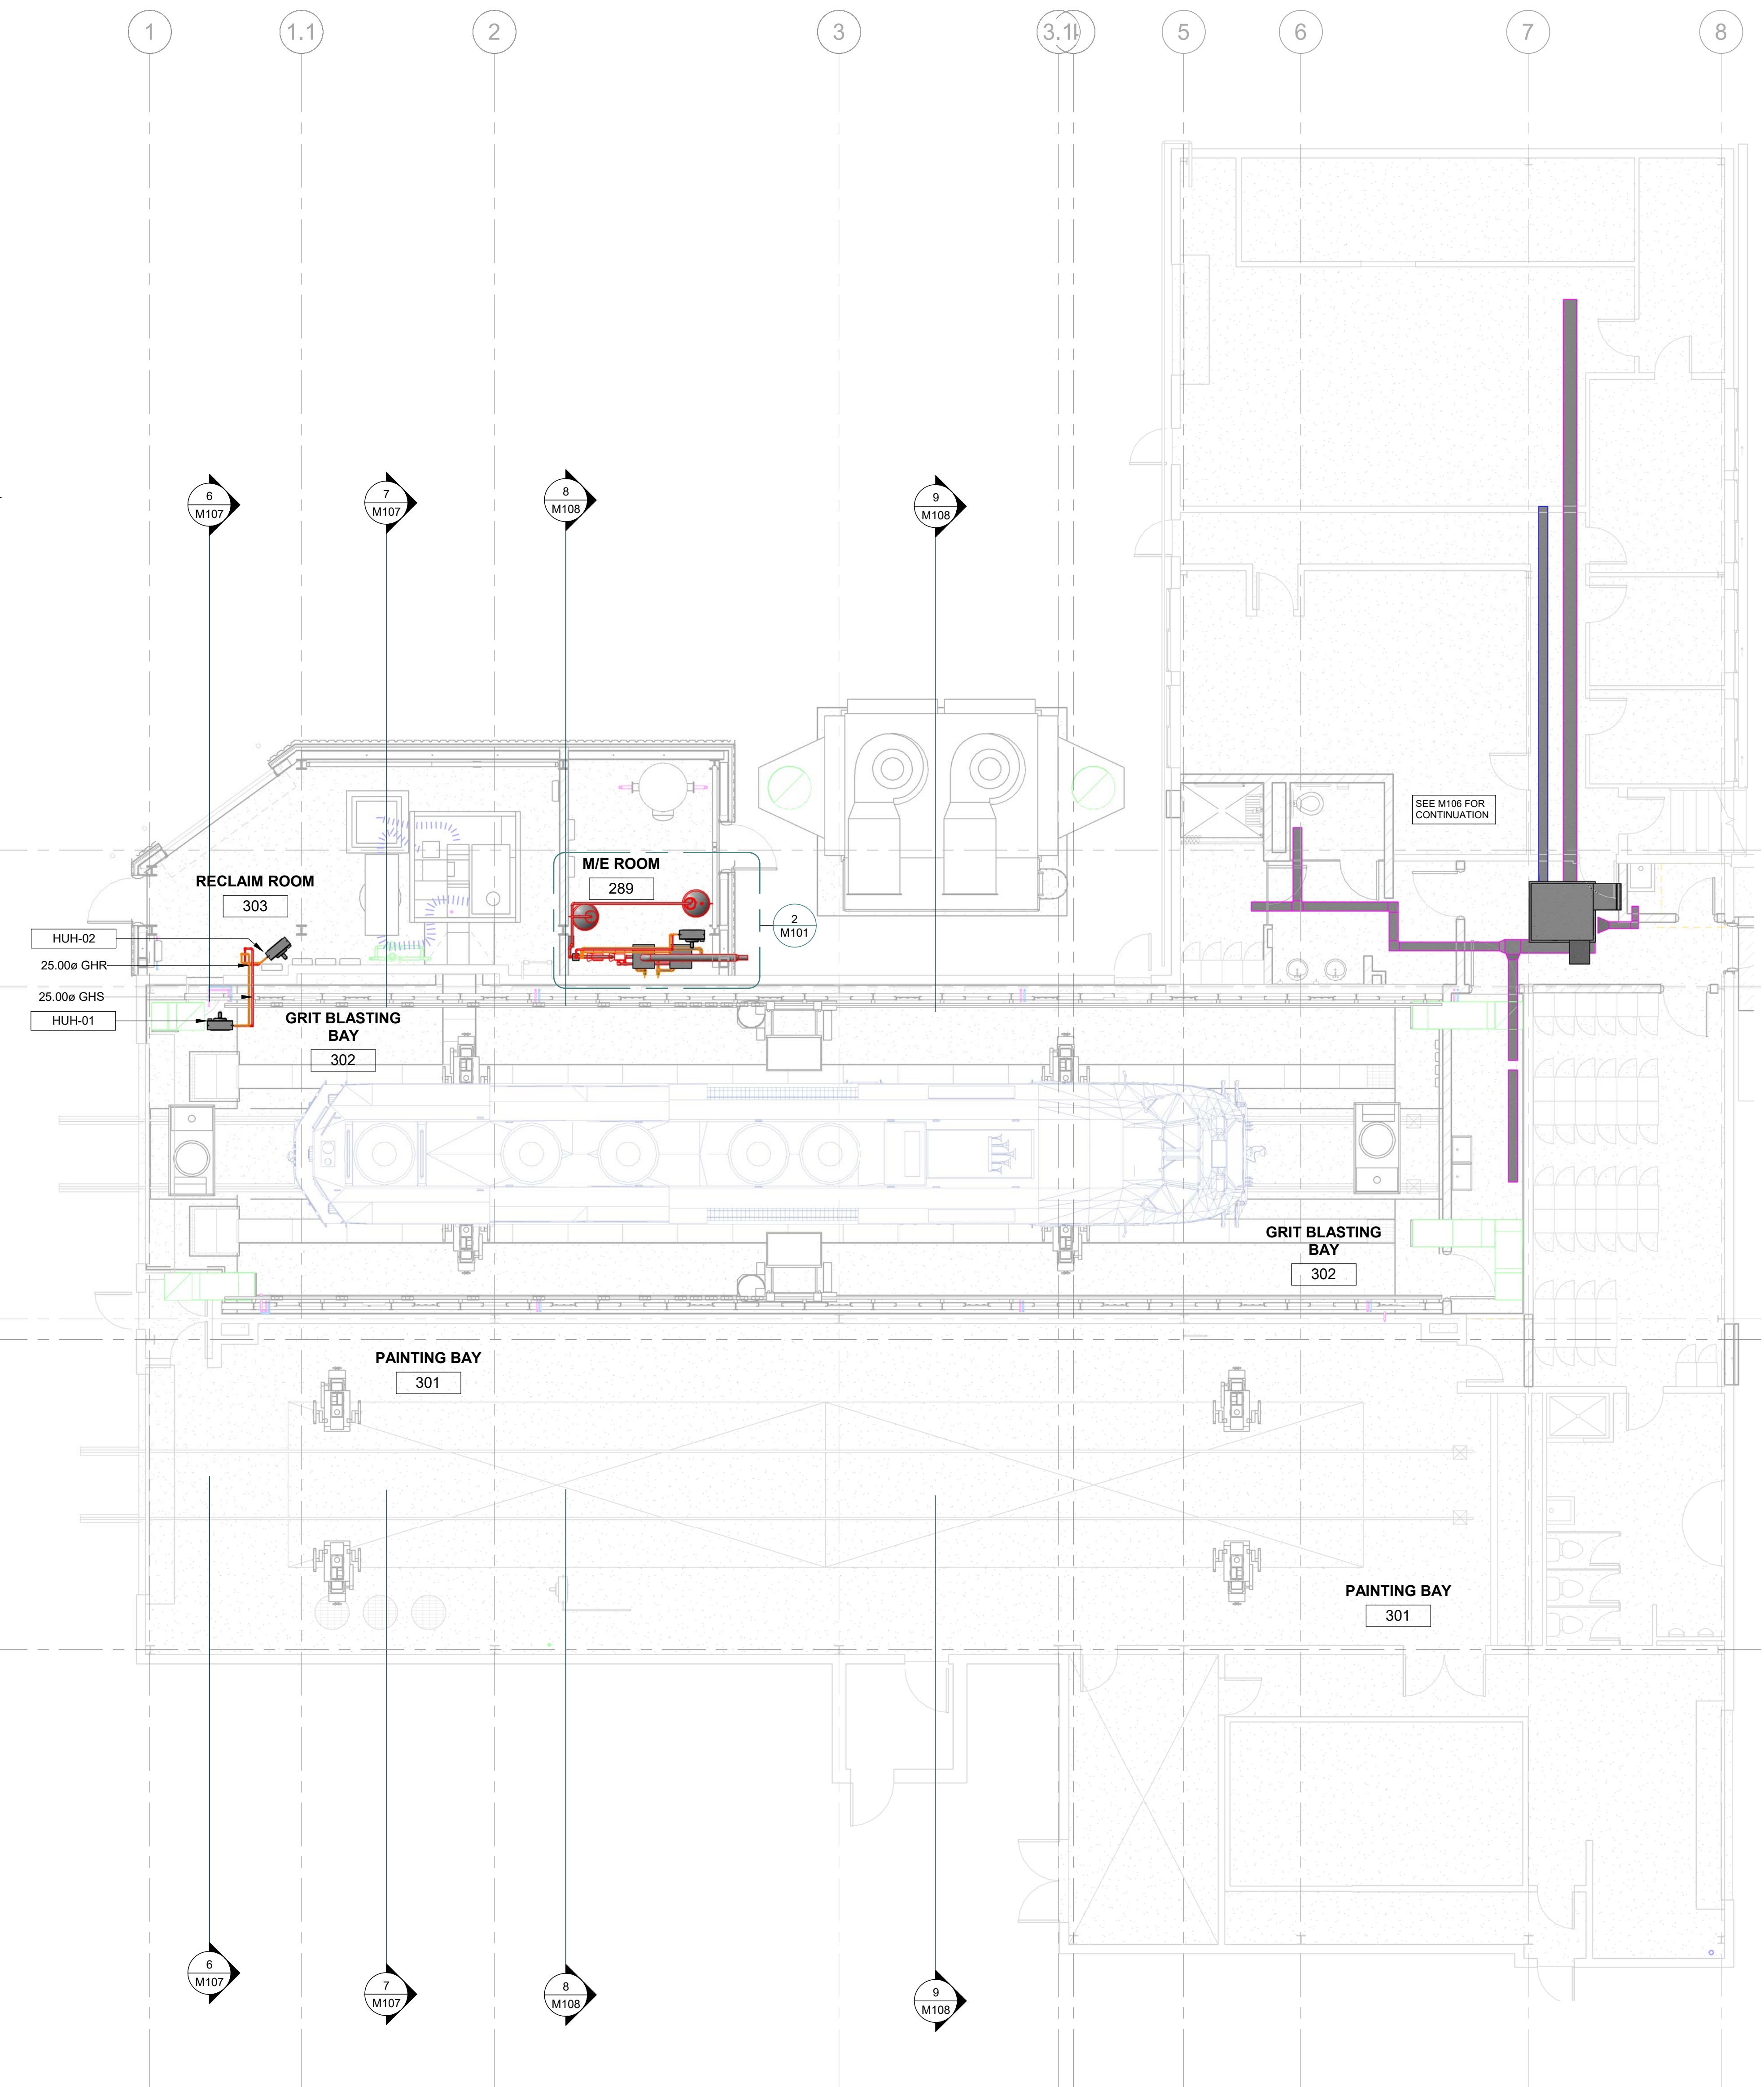 1
1.1
2
3
3.1
5
6
7
8
6
M107
7
M107
8
M108
9
M108
SEE M106 FOR
CONTINUATION
M/E ROOM
289
RECLAIM ROOM
303
2
M101
HUH-02
25.00ø GHR
25.00ø GHS
HUH-01
GRIT BLASTING
BAY
302
GRIT BLASTING
BAY
302
PAINTING BAY
301
PAINTING BAY
301
6
M107
7
M107
8
M108
9
M108